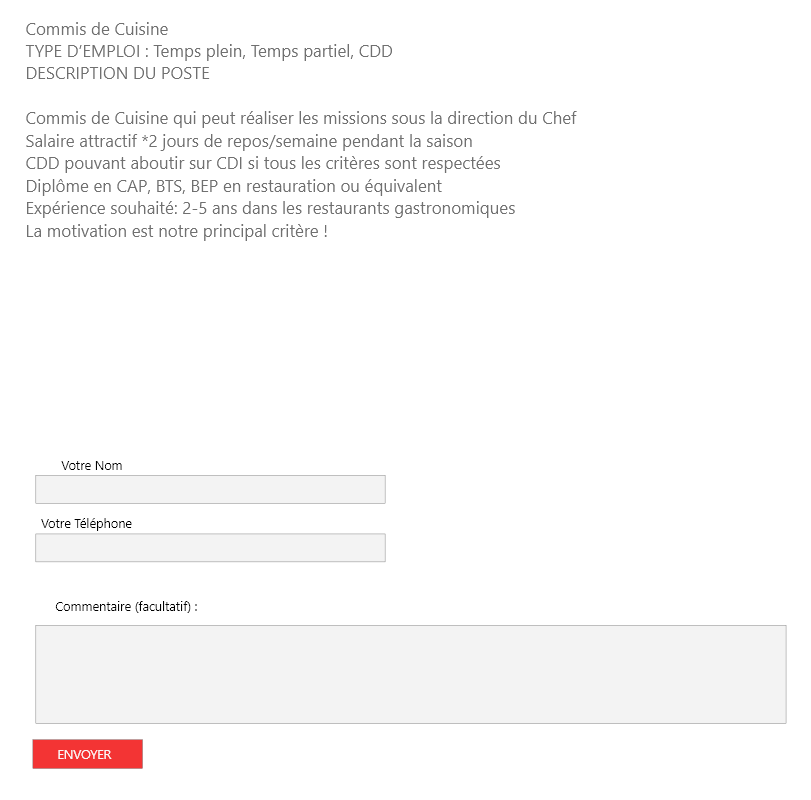 Commis de Cuisine
TYPE D’EMPLOI : Temps plein, Temps partiel, CDD
DESCRIPTION DU POSTE
Commis de Cuisine qui peut réaliser les missions sous la direction du Chef
Salaire attractif *2 jours de repos/semaine pendant la saison
CDD pouvant aboutir sur CDI si tous les critères sont respectées
Diplôme en CAP, BTS, BEP en restauration ou équivalent
Expérience souhaité: 2-5 ans dans les restaurants gastronomiques
La motivation est notre principal critère !
Votre Nom
Votre Téléphone
Commentaire (facultatif) :
ENVOYER